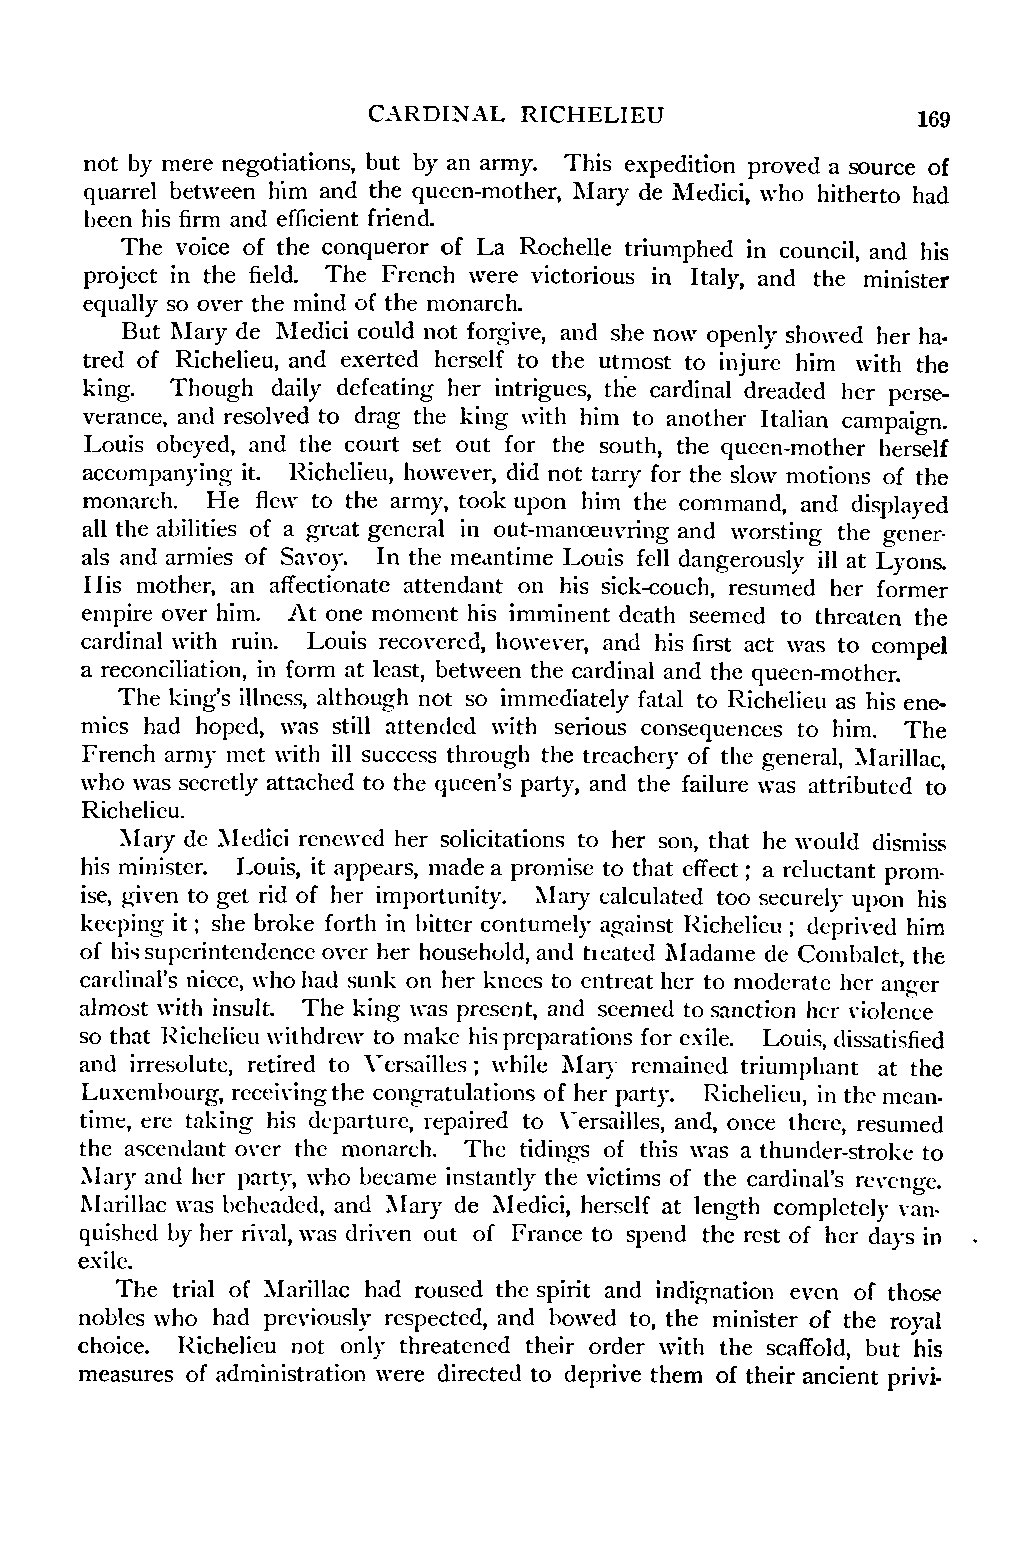 CARDINAL RICHELIEU 169
not by mere negotiations, but by an army. This expedition proved a source of
quarrel between him and the queen-mother, Mary de Medici, who hitherto had
been his firm and efficient friend.
The voice of the conqueror of La Rochelle triumphed in council, and his
project in the field. The French were victorious in Italy, and the minister
equally so over the mind of the monarch.
But Mary de Medici could not forgive, and she now openly showed her ha-
tred of Richelieu, and exerted herself to the utmost to injure him with the
king. Though daily defeating her intrigues, the cardinal dreaded her perse-
verance, and resolved to drag the king with him to another Italian campaign.
Louis obeyed, and the court set out for the south, the queen-mother herself
accompanying it. Richelieu, however, did not tarry for the slow motions of the
monarch. He flew to the army, took upon him the command, and displayed
all the abilities of a great general in out-manœuvring and worsting the gener-
als and armies of Savoy. In the meantime Louis fell dangerously ill at Lyons.
His mother, an affectionate attendant on his sick-couch, resumed her former
empire over him. At one moment his imminent death seemed to threaten the
cardinal with ruin. Louis recovered, however, and his first act was to compel
a reconciliation, in form at least, between the cardinal and the queen-mother.
The king's illness, although not so immediately fatal to Richelieu as his ene-
mies had hoped, was still attended with serious consequences to him. The
French army met with ill success through the treachery of the general, Marillac,
who was secretly attached to the queen's party, and the failure was attributed to
Richelieu.
Mary de Medici renewed her solicitations to her son, that he would dismiss
his minister. Louis, it appears, made a promise to that effect ; a reluctant prom-
ise, given to get rid of her importunity. Mary calculated too securely upon his
keeping it ; she broke forth in bitter contumely against Richelieu ; deprived him
of his superintendence over her household, and treated Madame de Combalet, the
cardinal's niece, who had sunk on her knees to entreat her to moderate her anger
almost with insult. The king was present, and seemed to sanction her violence
so that Richelieu withdrew to make his preparations for exile. Louis, dissatisfied
and irresolute, retired to Versailles ; while Mary remained triumphant at the
Luxembourg, receiving the congratulations of her party. Richelieu, in the mean-
time, ere taking his departure, repaired to Versailles, and, once there, resumed
the ascendant over the monarch. The tidings of this was a thunder-stroke to
Mary and her party, who became instantly the victims of the cardinal's revenge.
Marillac was beheaded, and Mary de Medici, herself at length completely van-
quished by her rival, was driven out of France to spend the rest of her days in
exile.
The trial of Marillac had roused the spirit and indignation even of those
nobles who had previously respected, and bowed to, the minister of the royal
choice. Richelieu not only threatened their order with the scaffold, but his
measures of administration were directed to deprive them of their ancient privi-